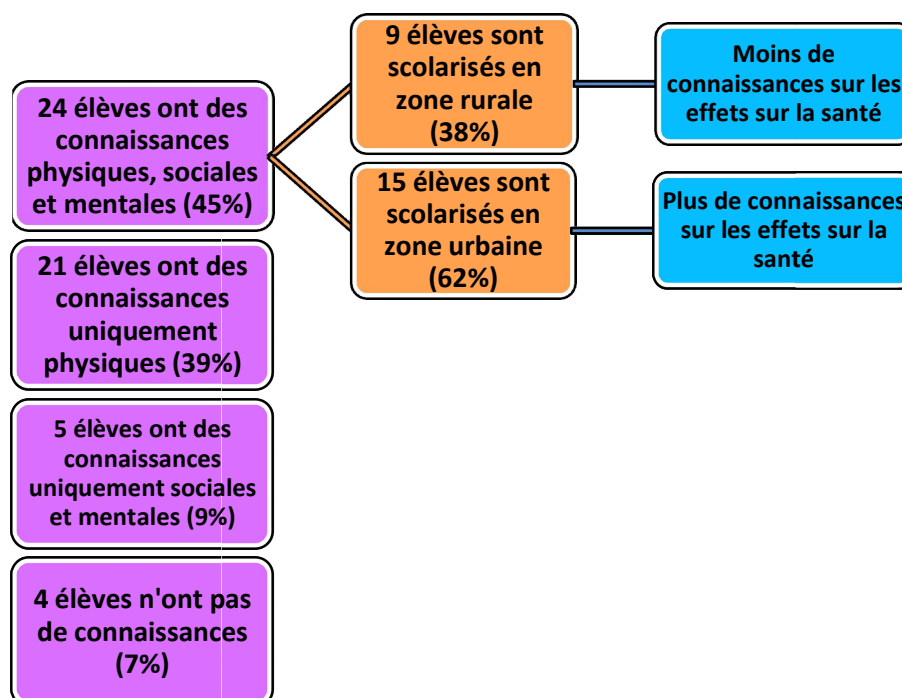 24 élèves ont des
connaissances
physiques, sociales
et mentales (45%)
9 élèves sont
scolarisés en
zone rurale
(38%)
Moins de
connaissances sur les
effets sur la santé
15 élèves sont
scolarisés en
zone urbaine
(62%)
Plus de connaissances
sur les effets sur la
santé
21 élèves ont des
connaissances
uniquement
physiques (39%)
5 élèves ont des
connaissances
uniquement sociales
et mentales (9%)
4 élèves n'ont pas
de connaissances
(7%)